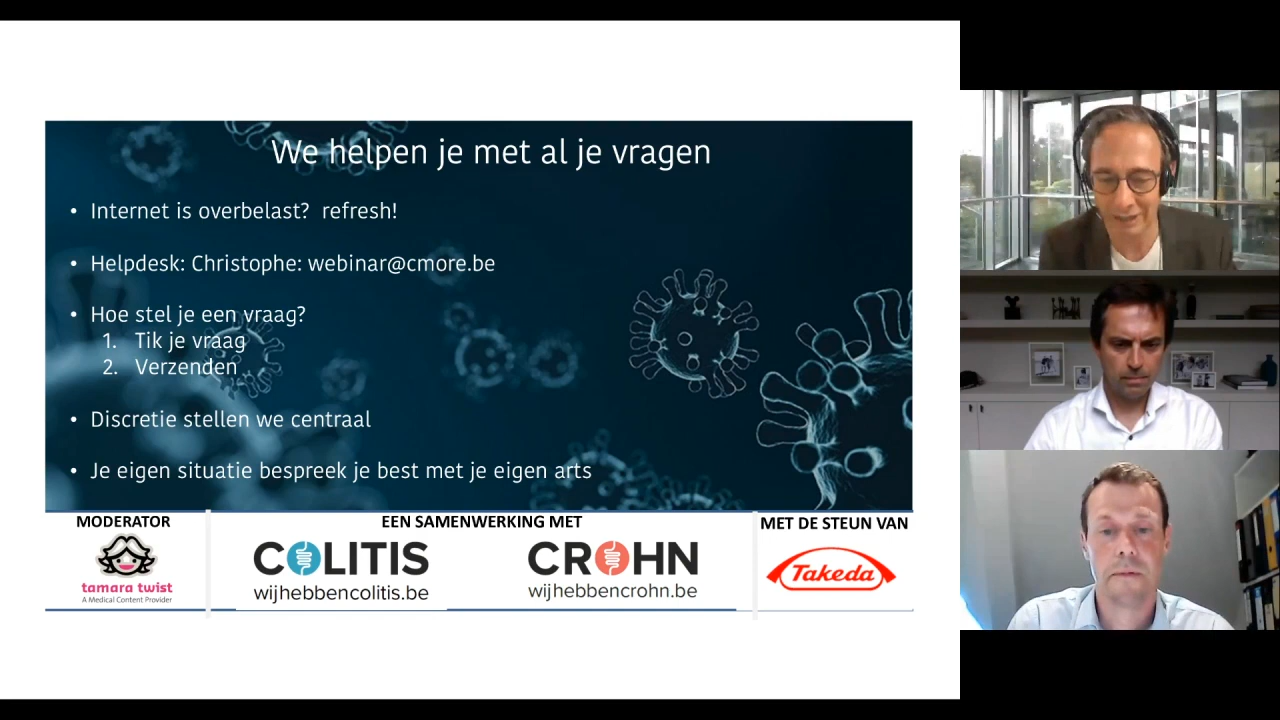 We helpen je met al je vragen
• Internet is overbelast? refresh!
• Helpdesk: Christophe: webinar@cmore.be
• Hoe stel je een vraag?
1. Tik je vraag
2. Verzenden
• Discretie stellen we centraal
• Je eigen situatie bespreek je best met je eigen arts
MODERATOR
tamara twist
A Medical Content Provider
EEN SAMENWERKING MET
COLITIS
wijhebbencolitis.be
CROHN
wijhebbencrohn.be
MET DE STEUN VAN
Takeda